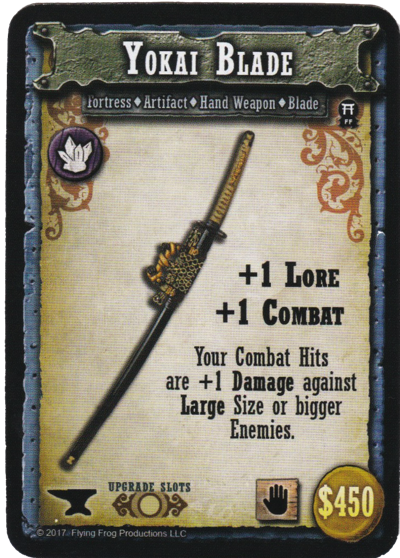 YOKAI BLADE
Fortress ♦ Artifact ♦ Hand Weapon ♦ Blade
FF
+1 LORE
+1 COMBAT
Your Combat Hits
are +1 Damage against
Large Size or bigger
Enemies.
UPGRADE SLOTS
$450
© 2017 Flying Frog Productions LLC